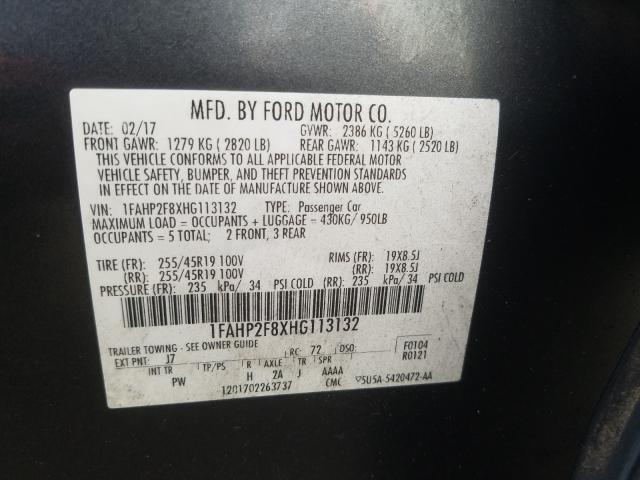 MFD. BY FORD MOTOR CO.
DATE: 02/17 GVWR: 2386 KG ( 5260 LB)
FRONT GAWR: 1279 KG ( 2820 LB) REAR GAWR: 1143 KG ( 2520 LB)
THIS VEHICLE CONFORMS TO ALL APPLICABLE FEDERAL MOTOR
VEHICLE SAFETY, BUMPER, AND THEFT PREVENTION STANDARDS
IN EFFECT ON THE DATE OF MANUFACTURE SHOWN ABOVE.
VIN: 1FAHP2F8XHG113132 TYPE: Passenger Car
MAXIMUM LOAD = OCCUPANTS + LUGGAGE = 430KG/ 950LB
OCCUPANTS = 5 TOTAL; 2 FRONT, 3 REAR
TIRE (FR): 255/45R19 100V RIMS (FR): 19X8.5J
(RR): 255/45R19 100V (RR): 19X8.5J
PRESSURE (FR): 235 kPa/ 34 PSI COLD (RR): 235 kPa/ 34 PSI COLD
1FAHP2F8XHG113132
TRAILER TOWING - SEE OWNER GUIDE F0104
EXT PNT: J7 RC: 72 DSO: R0121
INT TR TP/PS R AXLE TR SPR
PW H 2A J AAAA
1201702263737 CMC ▽5U5A-5420472-AA